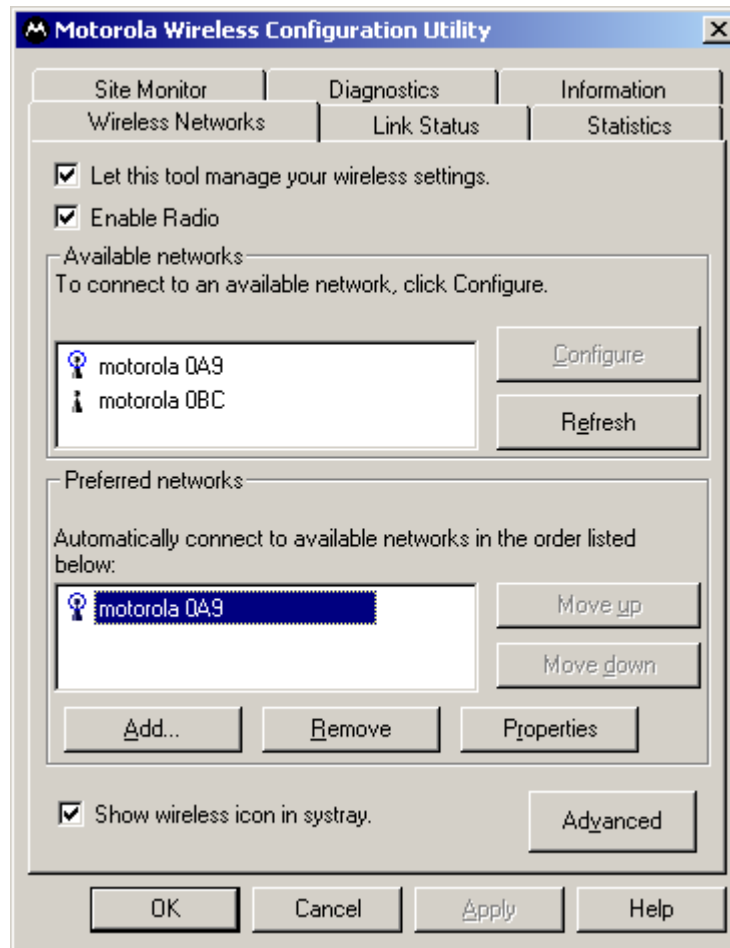 Motorola Wireless Configuration Utility
Site Monitor
Diagnostics
Information
Wireless Networks
Link Status
Statistics
Let this tool manage your wireless settings.
Enable Radio
Available networks
To connect to an available network, click Configure.
motorola 0A9
motorola 0BC
Configure
Refresh
Preferred networks
Automatically connect to available networks in the order listed
below:
motorola 0A9
Move up
Move down
Add...
Remove
Properties
Show wireless icon in systray.
Advanced
OK
Cancel
Apply
Help